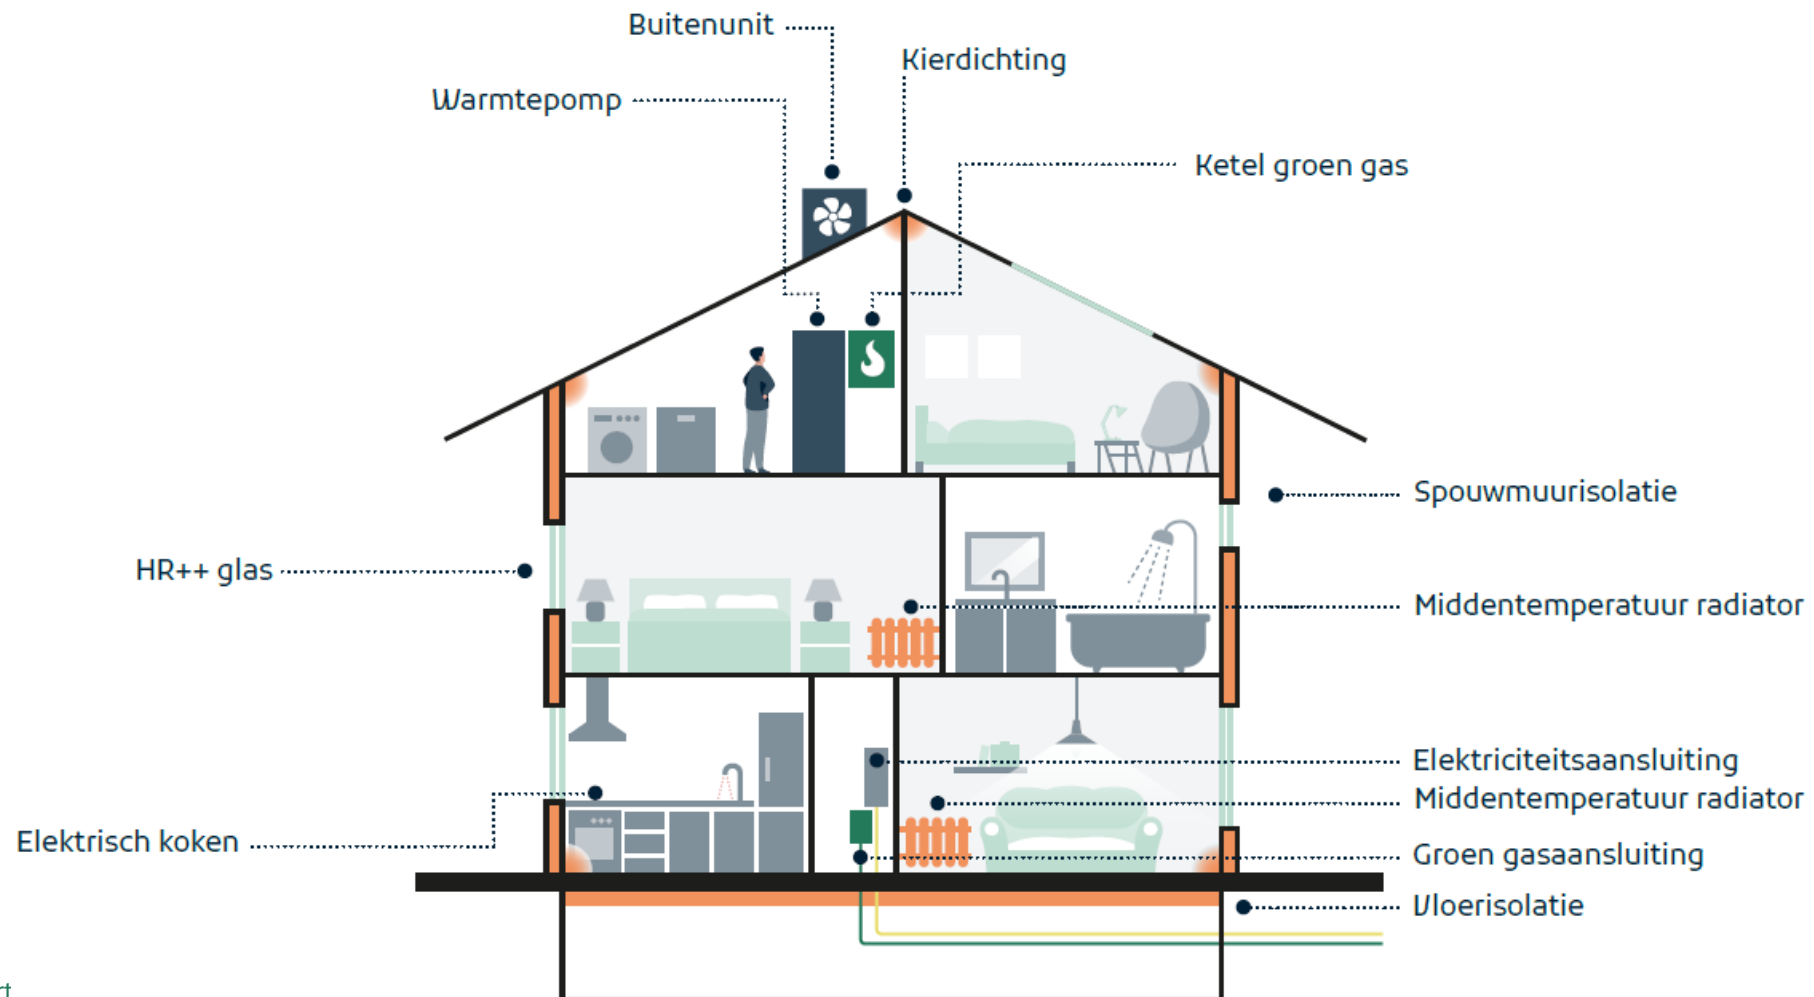 Buitenunit
Kierdichting
Warmtepomp
Ketel groen gas
Spouwmuurisolatie
HR++ glas
Middentemperatuur radiator
Elektriciteitsaansluiting
Middentemperatuur radiator
Elektrisch koken
Groen gasaansluiting
Vloerisolatie